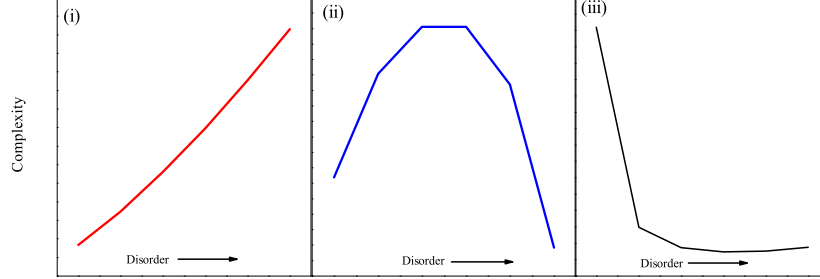 (i)
(ii)
(iii)
Complexity
Disorder
Disorder
Disorder